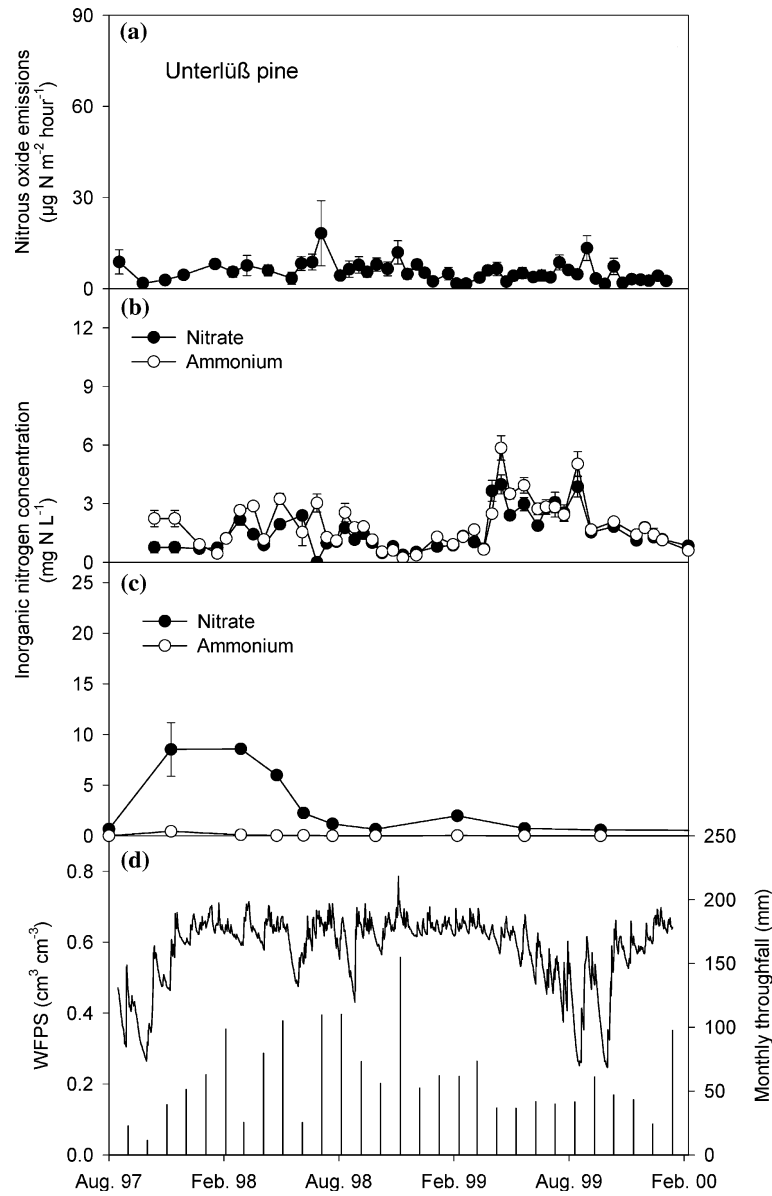 (a)
Unterlüß pine
Nitrous oxide emissions
(µg N m⁻² hour⁻¹)
90
60
30
0
(b)
Nitrate
Ammonium
12
9
6
3
0
Inorganic nitrogen concentration
(mg N L⁻¹)
(c)
Nitrate
Ammonium
25
20
15
10
5
0
(d)
WFPS (cm³ cm⁻³)
0.8
0.6
0.4
0.2
0.0
250
200
150
100
50
0
Monthly throughfall (mm)
Aug. 97
Feb. 98
Aug. 98
Feb. 99
Aug. 99
Feb. 00